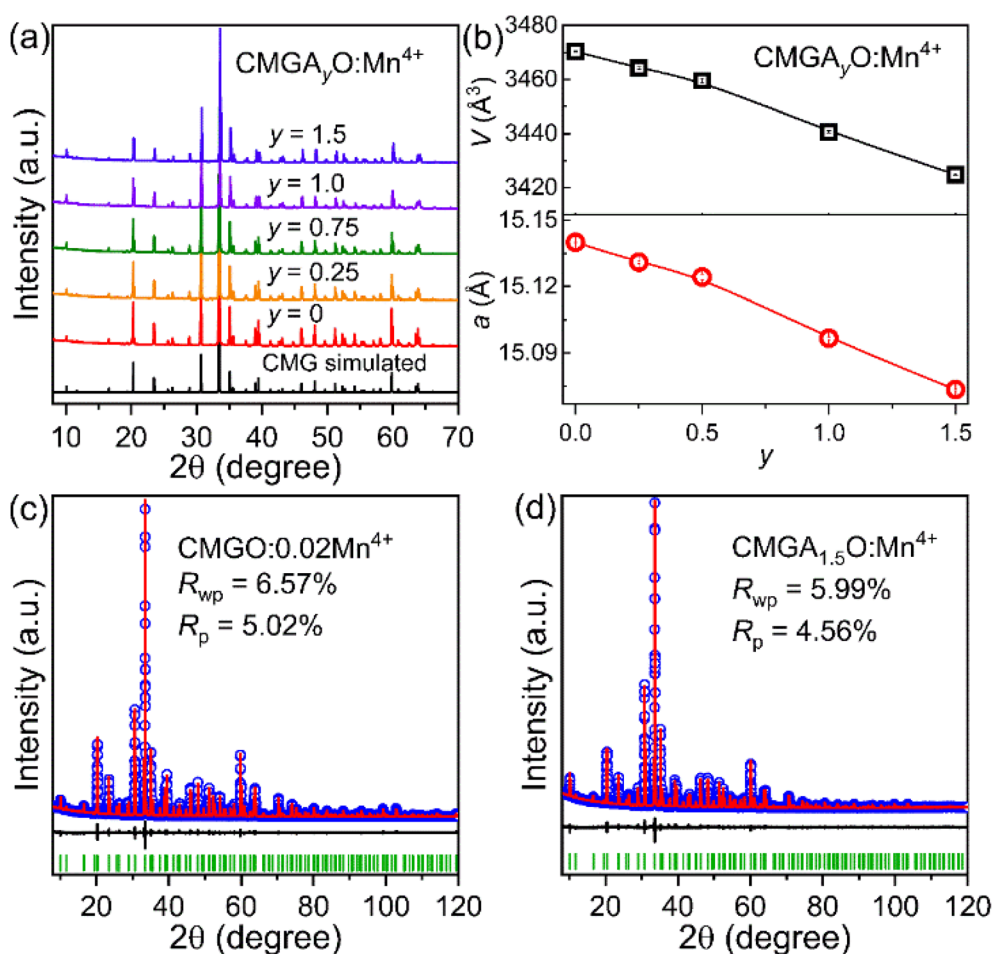 (a)
CMGA_yO:Mn⁴⁺
y = 1.5
y = 1.0
y = 0.75
y = 0.25
y = 0
CMG simulated
Intensity (a.u.)
10 20 30 40 50 60 70
2θ (degree)
(b)
CMGA_yO:Mn⁴⁺
V (Å³)
3480
3460
3440
3420
a (Å)
15.15
15.12
15.09
0.0 0.5 1.0 1.5
y
(c)
CMGO:0.02Mn⁴⁺
R_wp = 6.57%
R_p = 5.02%
Intensity (a.u.)
20 40 60 80 100 120
2θ (degree)
(d)
CMGA₁.₅O:Mn⁴⁺
R_wp = 5.99%
R_p = 4.56%
Intensity (a.u.)
20 40 60 80 100 120
2θ (degree)